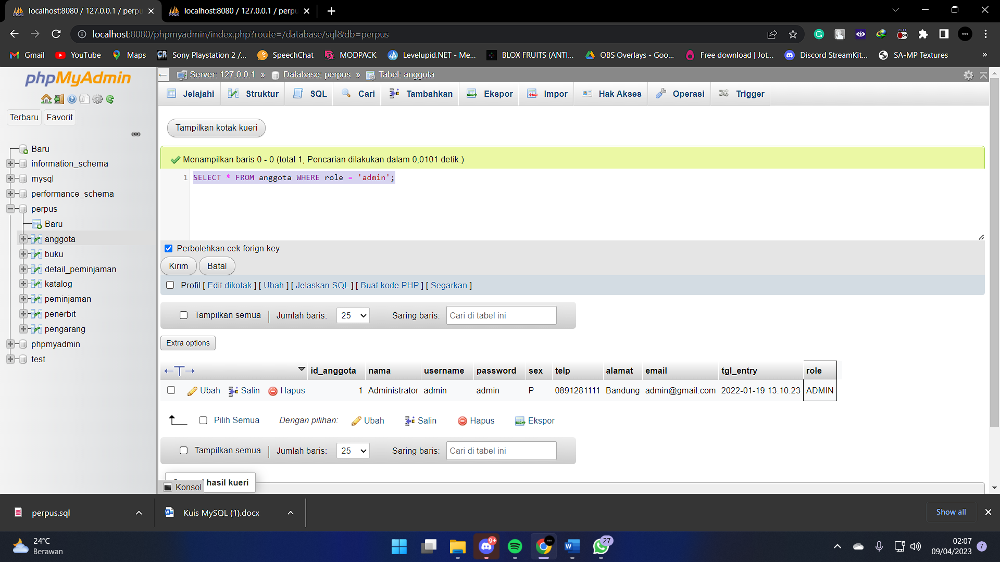 localhost:8080 / 127.0.0.1 / perpu
localhost:8080 / 127.0.0.1 / perp
localhost:8080/phpmyadmin/index.php?route=/database/sql&db=perpus
Gmail YouTube Maps Sony Playstation 2 /... SpeechChat MODPACK Levelupid.NET - Me... BLOX FRUITS (ANTI... OBS Overlays - Goo... Free download | Jot... Discord StreamKit... SA-MP Textures »
phpMyAdmin
Terbaru Favorit
Baru
information_schema
mysql
performance_schema
perpus
Baru
anggota
buku
detail_peminjaman
katalog
peminjaman
penerbit
pengarang
phpmyadmin
test
Server: 127.0.0.1 » Database: perpus » Tabel: anggota
Jelajahi Struktur SQL Cari Tambahkan Ekspor Impor Hak Akses Operasi Trigger
Tampilkan kotak kueri
Menampilkan baris 0 - 0 (total 1, Pencarian dilakukan dalam 0,0101 detik.)
1 SELECT * FROM anggota WHERE role = 'admin';
Perbolehkan cek forign key
Kirim Batal
Profil [ Edit dikotak ] [ Ubah ] [ Jelaskan SQL ] [ Buat kode PHP ] [ Segarkan ]
Tampilkan semua Jumlah baris: 25 Saring baris: Cari di tabel ini
Extra options
id_anggota nama username password sex telp alamat email tgl_entry role
Ubah Salin Hapus 1 Administrator admin admin P 0891281111 Bandung admin@gmail.com 2022-01-19 13:10:23 ADMIN
Pilih Semua Dengan pilihan: Ubah Salin Hapus Ekspor
Tampilkan semua Jumlah baris: 25 Saring baris: Cari di tabel ini
hasil kueri
Konsol
perpus.sql Kuis MySQL (1).docx Show all
24°C
Berawan
9+
27
02:07
09/04/2023
7